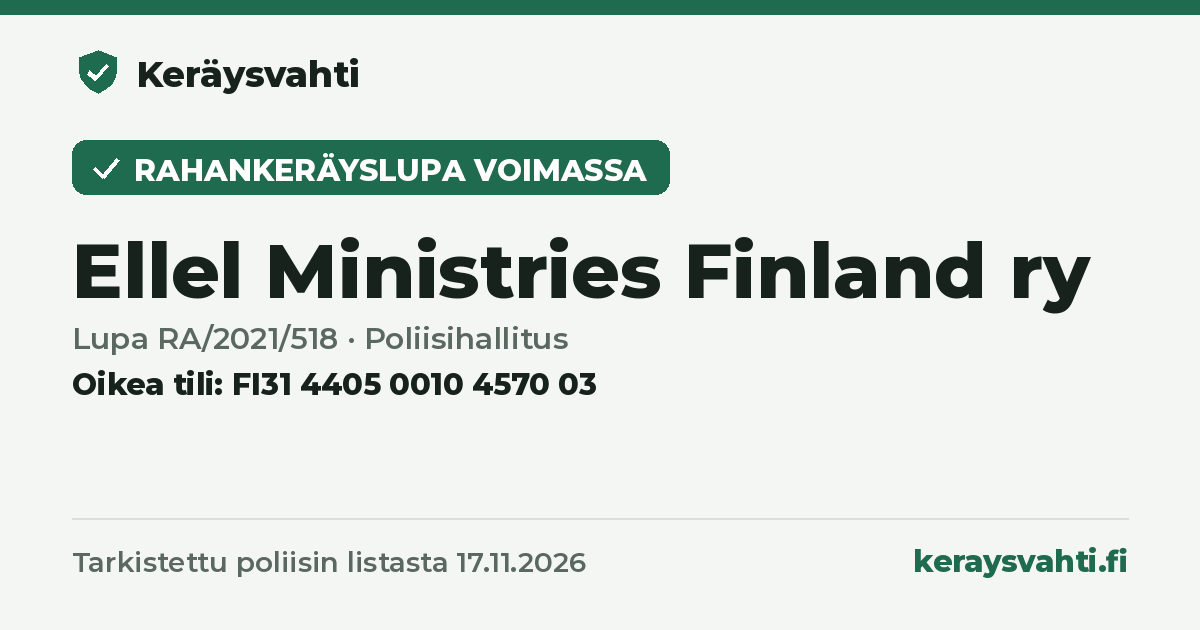 Keräysvahti
RAHANKERÄYSLUPA VOIMASSA
Ellel Ministries Finland ry
Lupa RA/2021/518 · Poliisihallitus
Oikea tili: FI31 4405 0010 4570 03
Tarkistettu poliisin listasta 17.11.2026
keraysvahti.fi